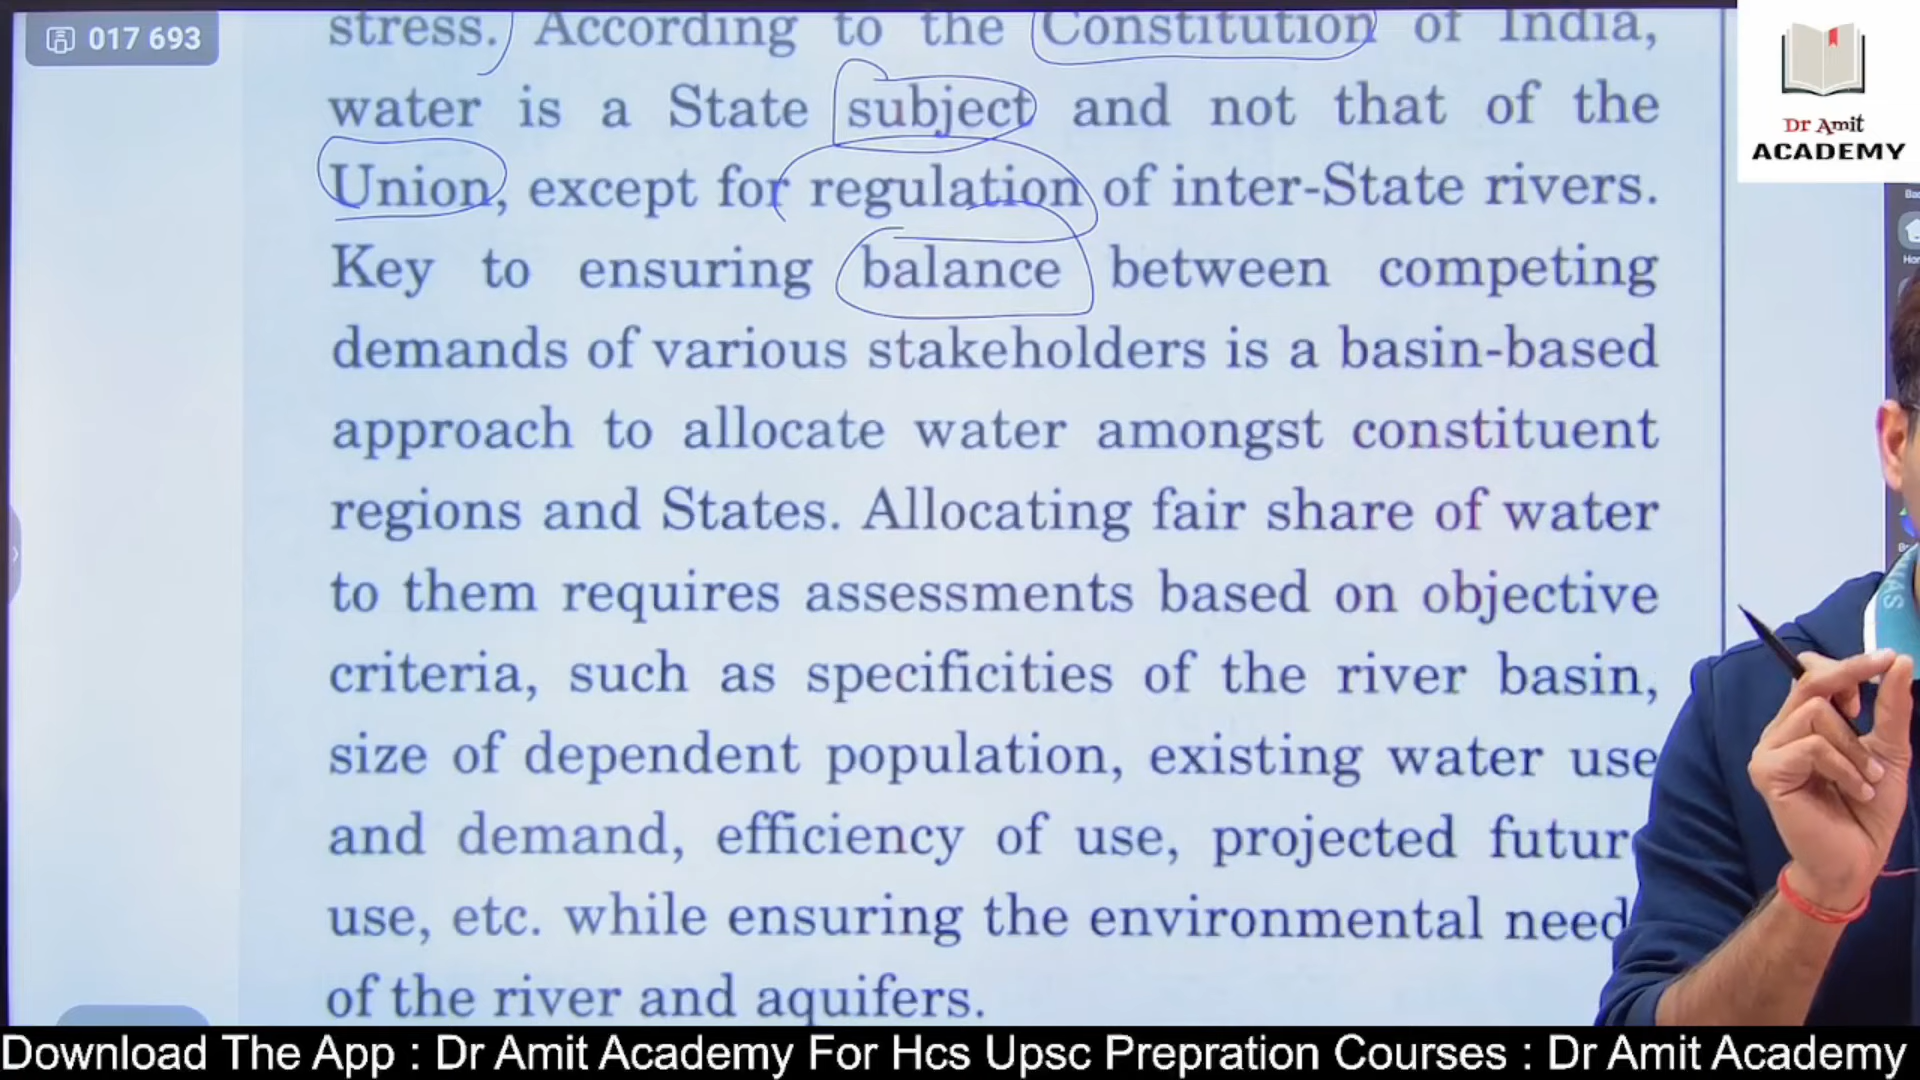 017 693
stress. According to the Constitution of India,
water is a State subject and not that of the
Union, except for regulation of inter-State rivers.
Key to ensuring balance between competing
demands of various stakeholders is a basin-based
approach to allocate water amongst constituent
regions and States. Allocating fair share of water
to them requires assessments based on objective
criteria, such as specificities of the river basin,
size of dependent population, existing water use
and demand, efficiency of use, projected futur
use, etc. while ensuring the environmental need
of the river and aquifers.
Dr Amit
ACADEMY
Download The App : Dr Amit Academy For Hcs Upsc Prepration Courses : Dr Amit Academy